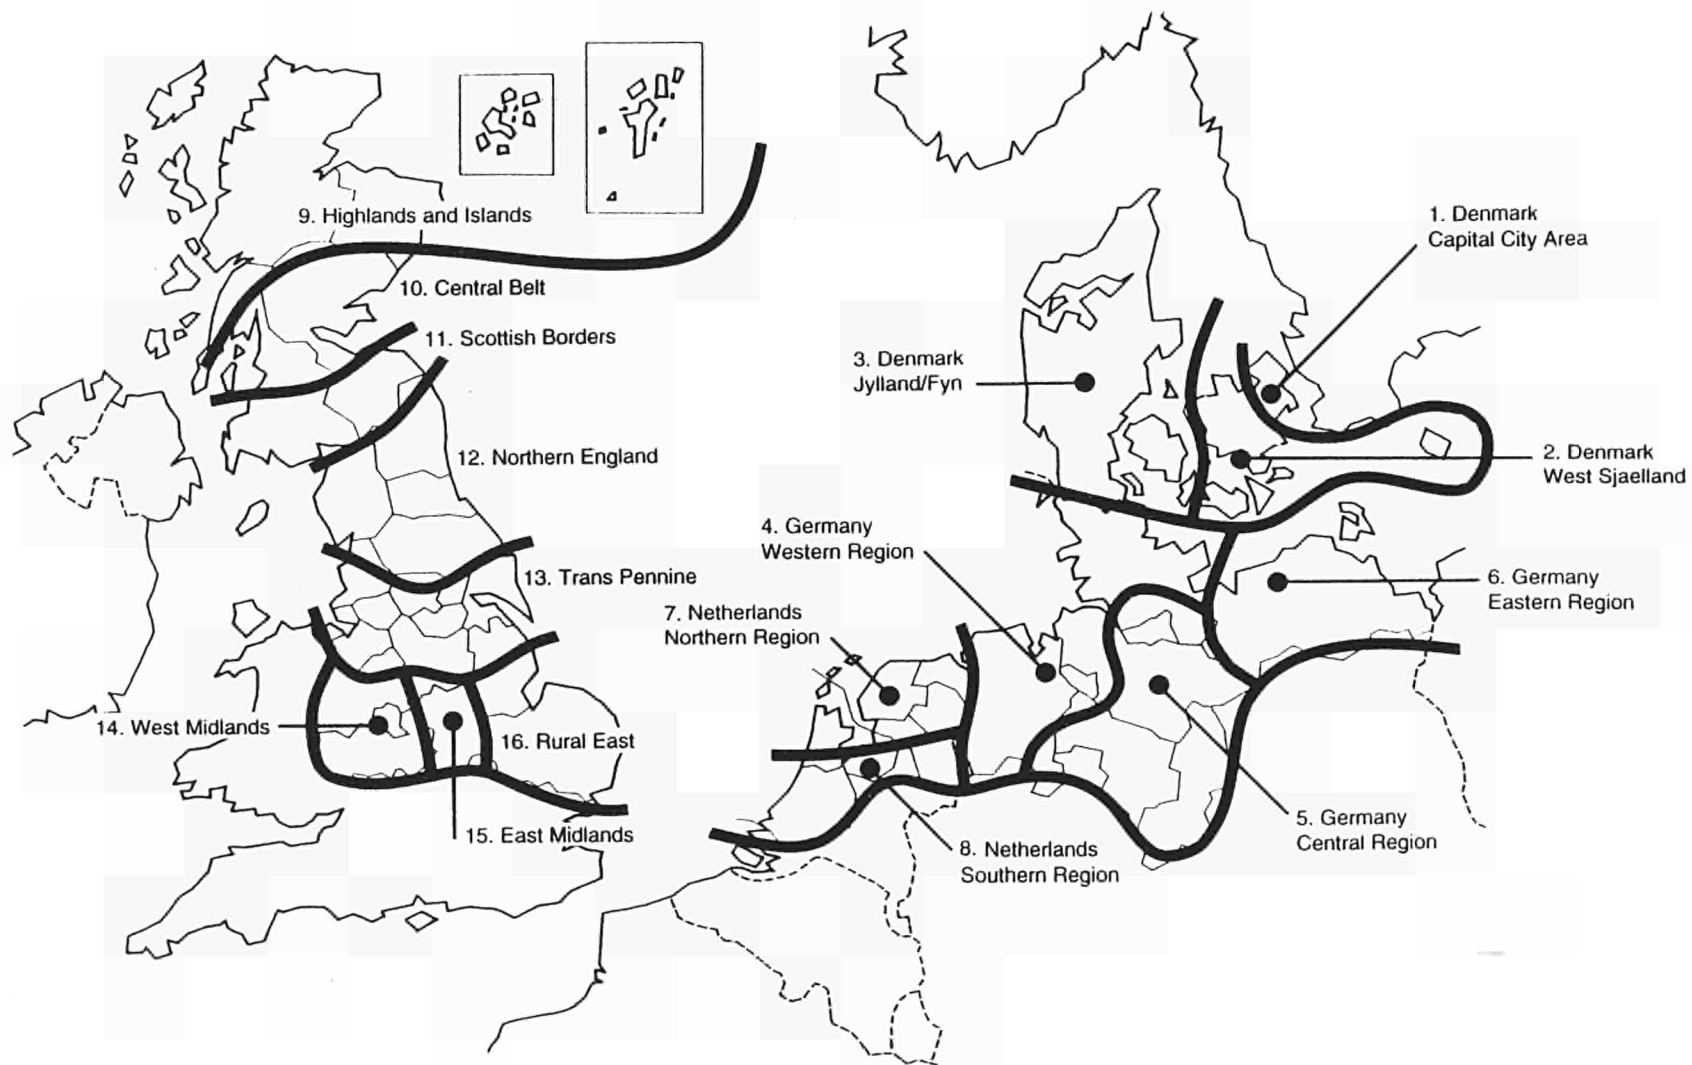 9. Highlands and Islands
10. Central Belt
11. Scottish Borders
12. Northern England
13. Trans Pennine
14. West Midlands
16. Rural East
15. East Midlands
1. Denmark
Capital City Area
3. Denmark
Jylland/Fyn
2. Denmark
West Sjaelland
4. Germany
Western Region
6. Germany
Eastern Region
7. Netherlands
Northern Region
5. Germany
Central Region
8. Netherlands
Southern Region